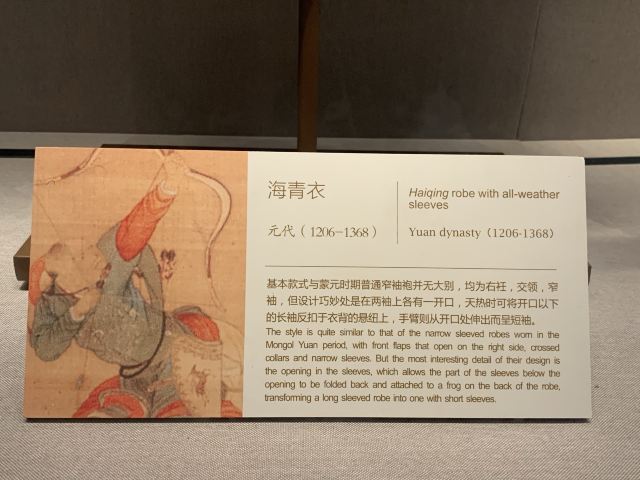 海青衣
Haiqing robe with all-weather
sleeves
元代（1206-1368）
Yuan dynasty（1206-1368）
基本款式与蒙元时期普通窄袖袍并无大别，均为右衽，交领，窄
袖，但设计巧妙处是在两袖上各有一开口，天热时可将开口以下
的长袖反扣于衣背的悬纽上，手臂则从开口处伸出而呈短袖。
The style is quite similar to that of the narrow sleeved robes worn in the
Mongol Yuan period, with front flaps that open on the right side, crossed
collars and narrow sleeves. But the most interesting detail of their design is
the opening in the sleeves, which allows the part of the sleeves below the
opening to be folded back and attached to a frog on the back of the robe,
transforming a long sleeved robe into one with short sleeves.